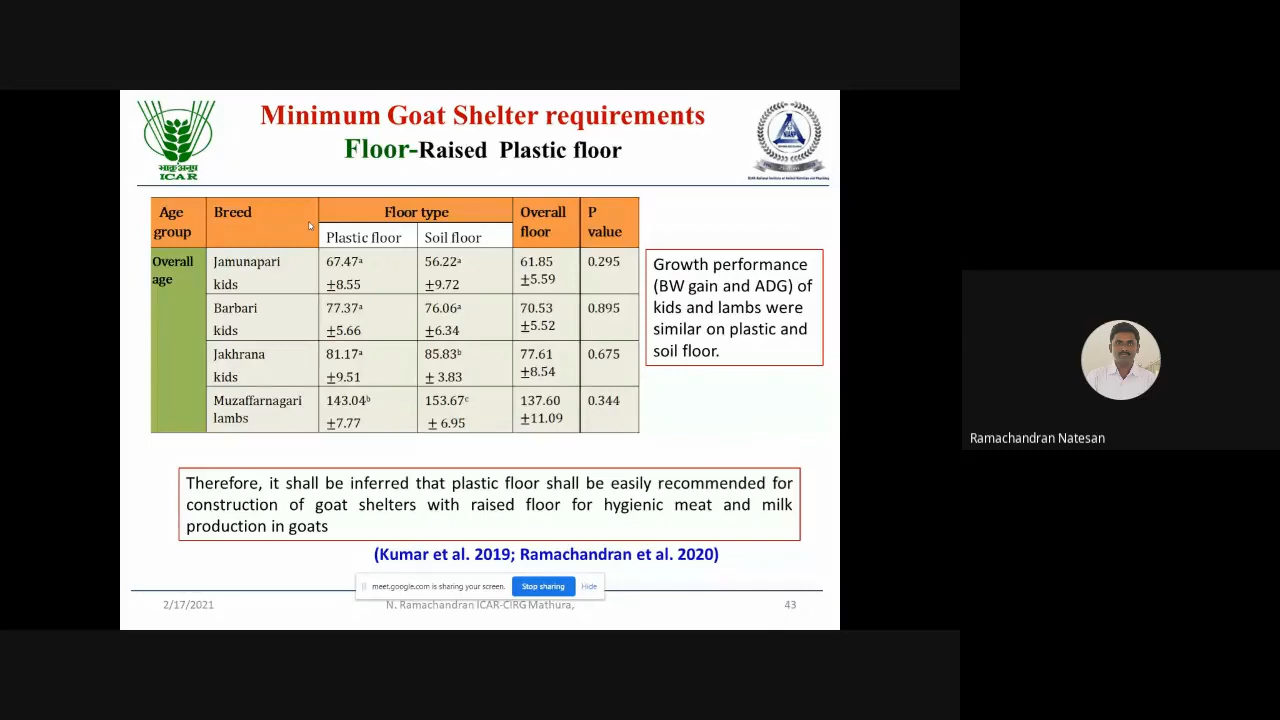 Minimum Goat Shelter requirements
Floor-Raised Plastic floor
भाकृअनुप
ICAR
Age group Breed Floor type Overall floor P value
Plastic floor Soil floor
Overall age Jamunapari kids 67.47ᵃ ±8.55 56.22ᵃ ±9.72 61.85 ±5.59 0.295
Barbari kids 77.37ᵃ ±5.66 76.06ᵃ ±6.34 70.53 ±5.52 0.895
Jakhrana kids 81.17ᵃ ±9.51 85.83ᵇ ± 3.83 77.61 ±8.54 0.675
Muzaffarnagari lambs 143.04ᵇ ±7.77 153.67ᶜ ± 6.95 137.60 ±11.09 0.344
Growth performance
(BW gain and ADG) of
kids and lambs were
similar on plastic and
soil floor.
Therefore, it shall be inferred that plastic floor shall be easily recommended for
construction of goat shelters with raised floor for hygienic meat and milk
production in goats
(Kumar et al. 2019; Ramachandran et al. 2020)
meet.google.com is sharing your screen. Stop sharing Hide
2/17/2021 N. Ramachandran ICAR-CIRG Mathura, 43
Ramachandran Natesan